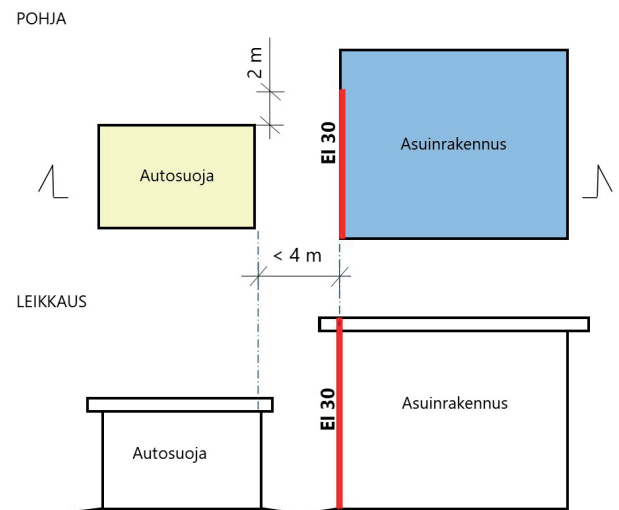 POHJA
2 m
EI 30
Asuinrakennus
Autosuoja
< 4 m
LEIKKAUS
EI 30
Asuinrakennus
Autosuoja